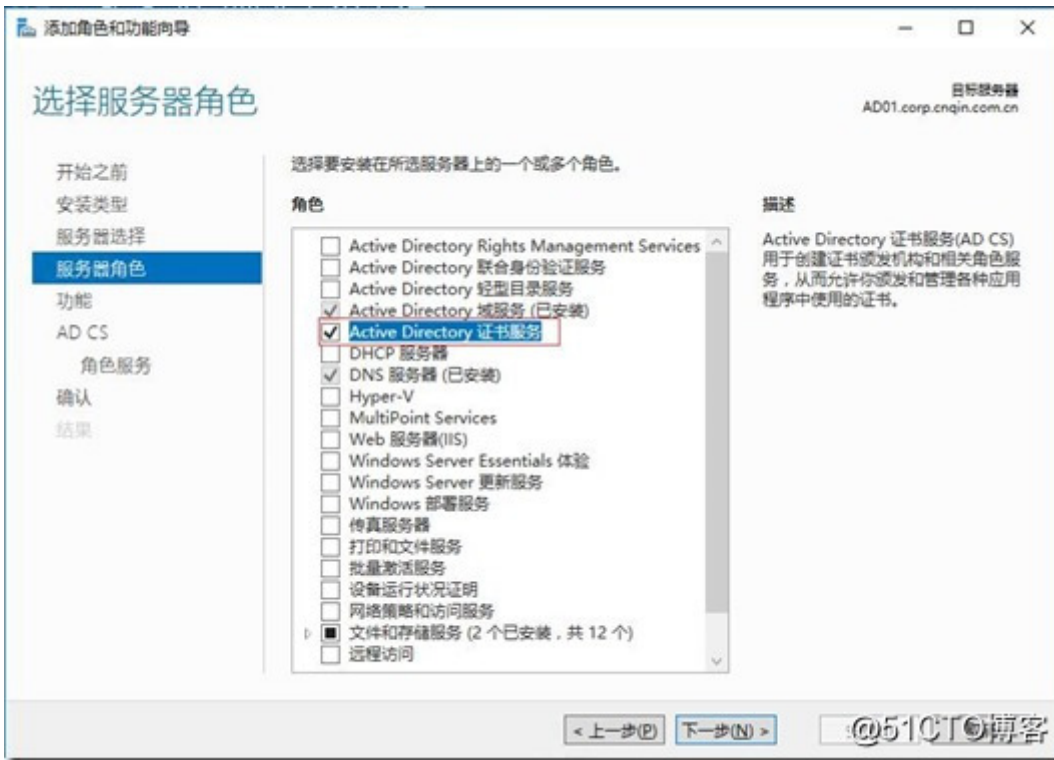 添加角色和功能向导
选择服务器角色
目标服务器
AD01.corp.cnqin.com.cn
开始之前
安装类型
服务器选择
服务器角色
功能
AD CS
角色服务
确认
结果
选择要安装在所选服务器上的一个或多个角色。
角色
Active Directory Rights Management Services
Active Directory 联合身份验证服务
Active Directory 轻型目录服务
Active Directory 域服务 (已安装)
Active Directory 证书服务
DHCP 服务器
DNS 服务器 (已安装)
Hyper-V
MultiPoint Services
Web 服务器(IIS)
Windows Server Essentials 体验
Windows Server 更新服务
Windows 部署服务
传真服务器
打印和文件服务
批量激活服务
设备运行状况证明
网络策略和访问服务
文件和存储服务 (2 个已安装，共 12 个)
远程访问
描述
Active Directory 证书服务(AD CS)
用于创建证书颁发机构和相关角色服
务，从而允许你颁发和管理各种应用
程序中使用的证书。
< 上一步(P)
下一步(N) >
@51CTO博客